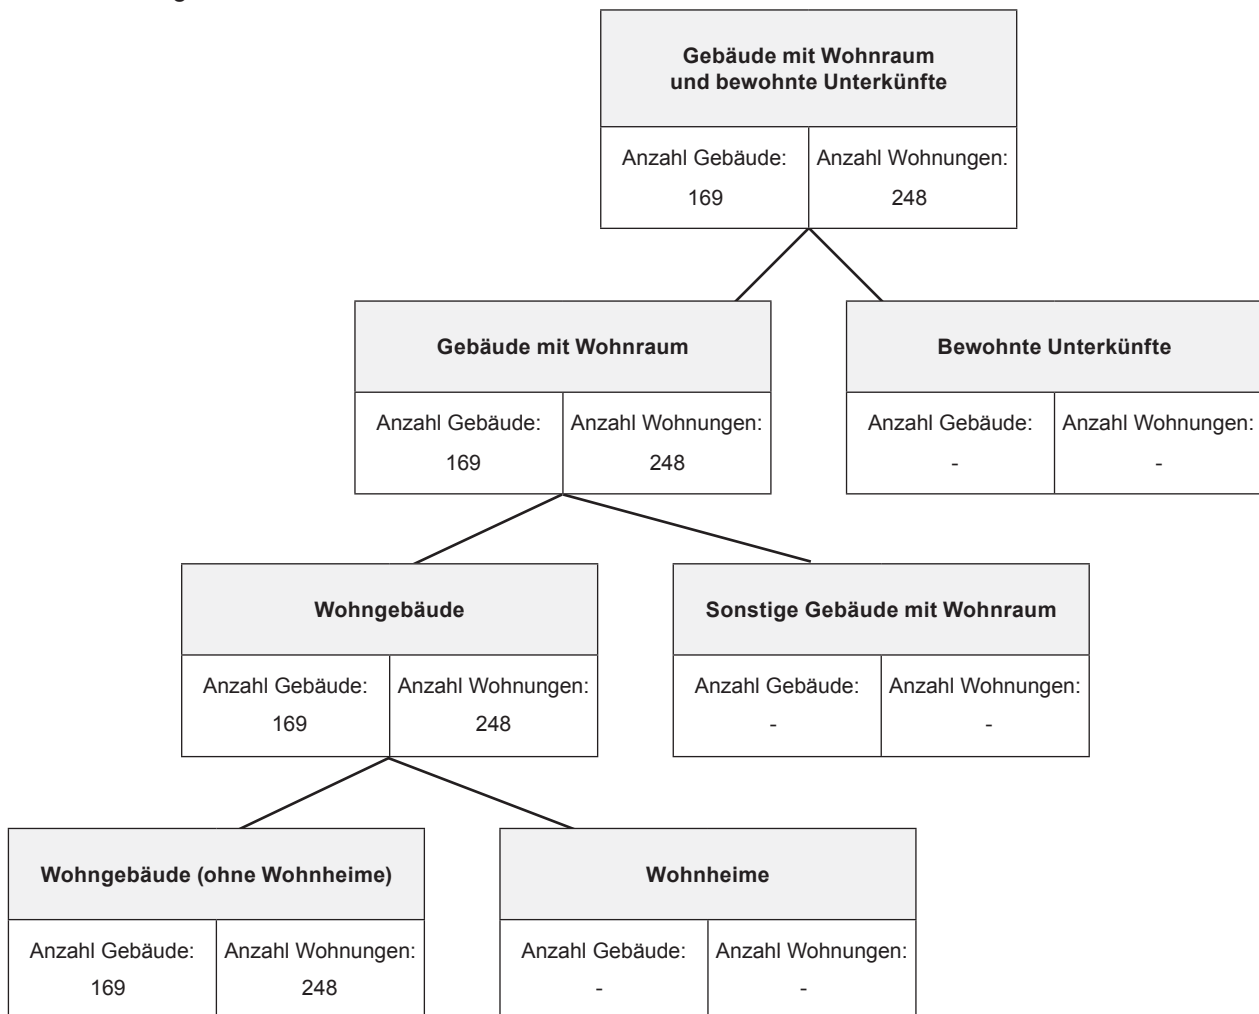 Gebäude mit Wohnraum
und bewohnte Unterkünfte
Anzahl Gebäude: Anzahl Wohnungen:
169 248
Gebäude mit Wohnraum
Anzahl Gebäude: Anzahl Wohnungen:
169 248
Bewohnte Unterkünfte
Anzahl Gebäude: Anzahl Wohnungen:
- -
Wohngebäude
Anzahl Gebäude: Anzahl Wohnungen:
169 248
Sonstige Gebäude mit Wohnraum
Anzahl Gebäude: Anzahl Wohnungen:
- -
Wohngebäude (ohne Wohnheime)
Anzahl Gebäude: Anzahl Wohnungen:
169 248
Wohnheime
Anzahl Gebäude: Anzahl Wohnungen:
- -